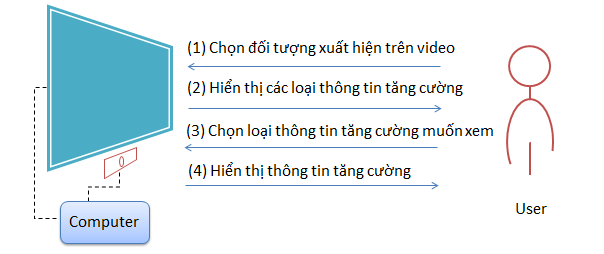 (1) Chọn đối tượng xuất hiện trên video
(2) Hiển thị các loại thông tin tăng cường
(3) Chọn loại thông tin tăng cường muốn xem
(4) Hiển thị thông tin tăng cường
0
Computer
User